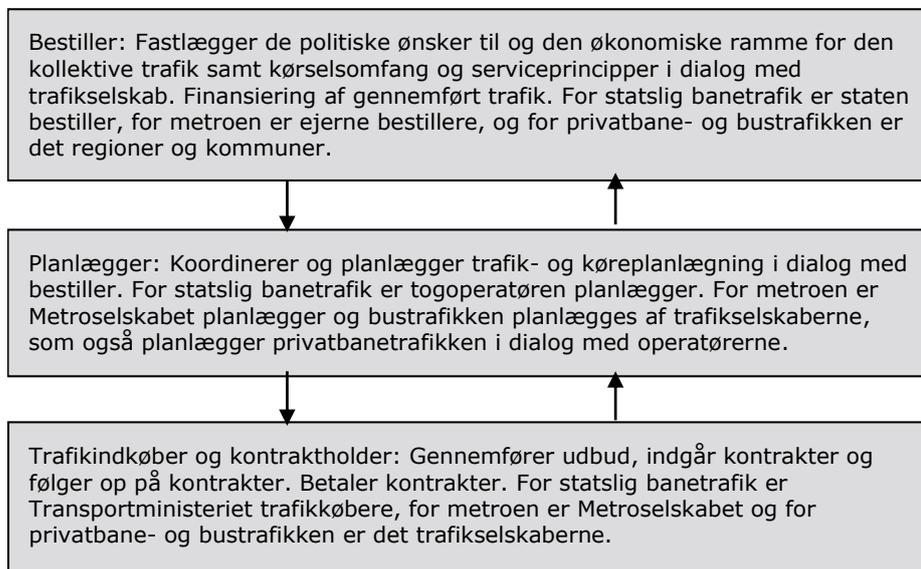 Bestiller: Fastlægger de politiske ønsker til og den økonomiske ramme for den
kollektive trafik samt kørselsomfang og serviceprincipper i dialog med
trafikselskab. Finansiering af gennemført trafik. For statslig banetrafik er staten
bestiller, for metroen er ejerne bestillere, og for privatbane- og bustrafikken er
det regioner og kommuner.
Planlægger: Koordinerer og planlægger trafik- og køreplanlægning i dialog med
bestiller. For statslig banetrafik er togoperatøren planlægger. For metroen er
Metroselskabet planlægger og bustrafikken planlægges af trafikselskaberne,
som også planlægger privatbanetrafikken i dialog med operatørerne.
Trafikindkøber og kontraktholder: Gennemfører udbud, indgår kontrakter og
følger op på kontrakter. Betaler kontrakter. For statslig banetrafik er
Transportministeriet trafikkøbere, for metroen er Metroselskabet og for
privatbane- og bustrafikken er det trafikselskaberne.